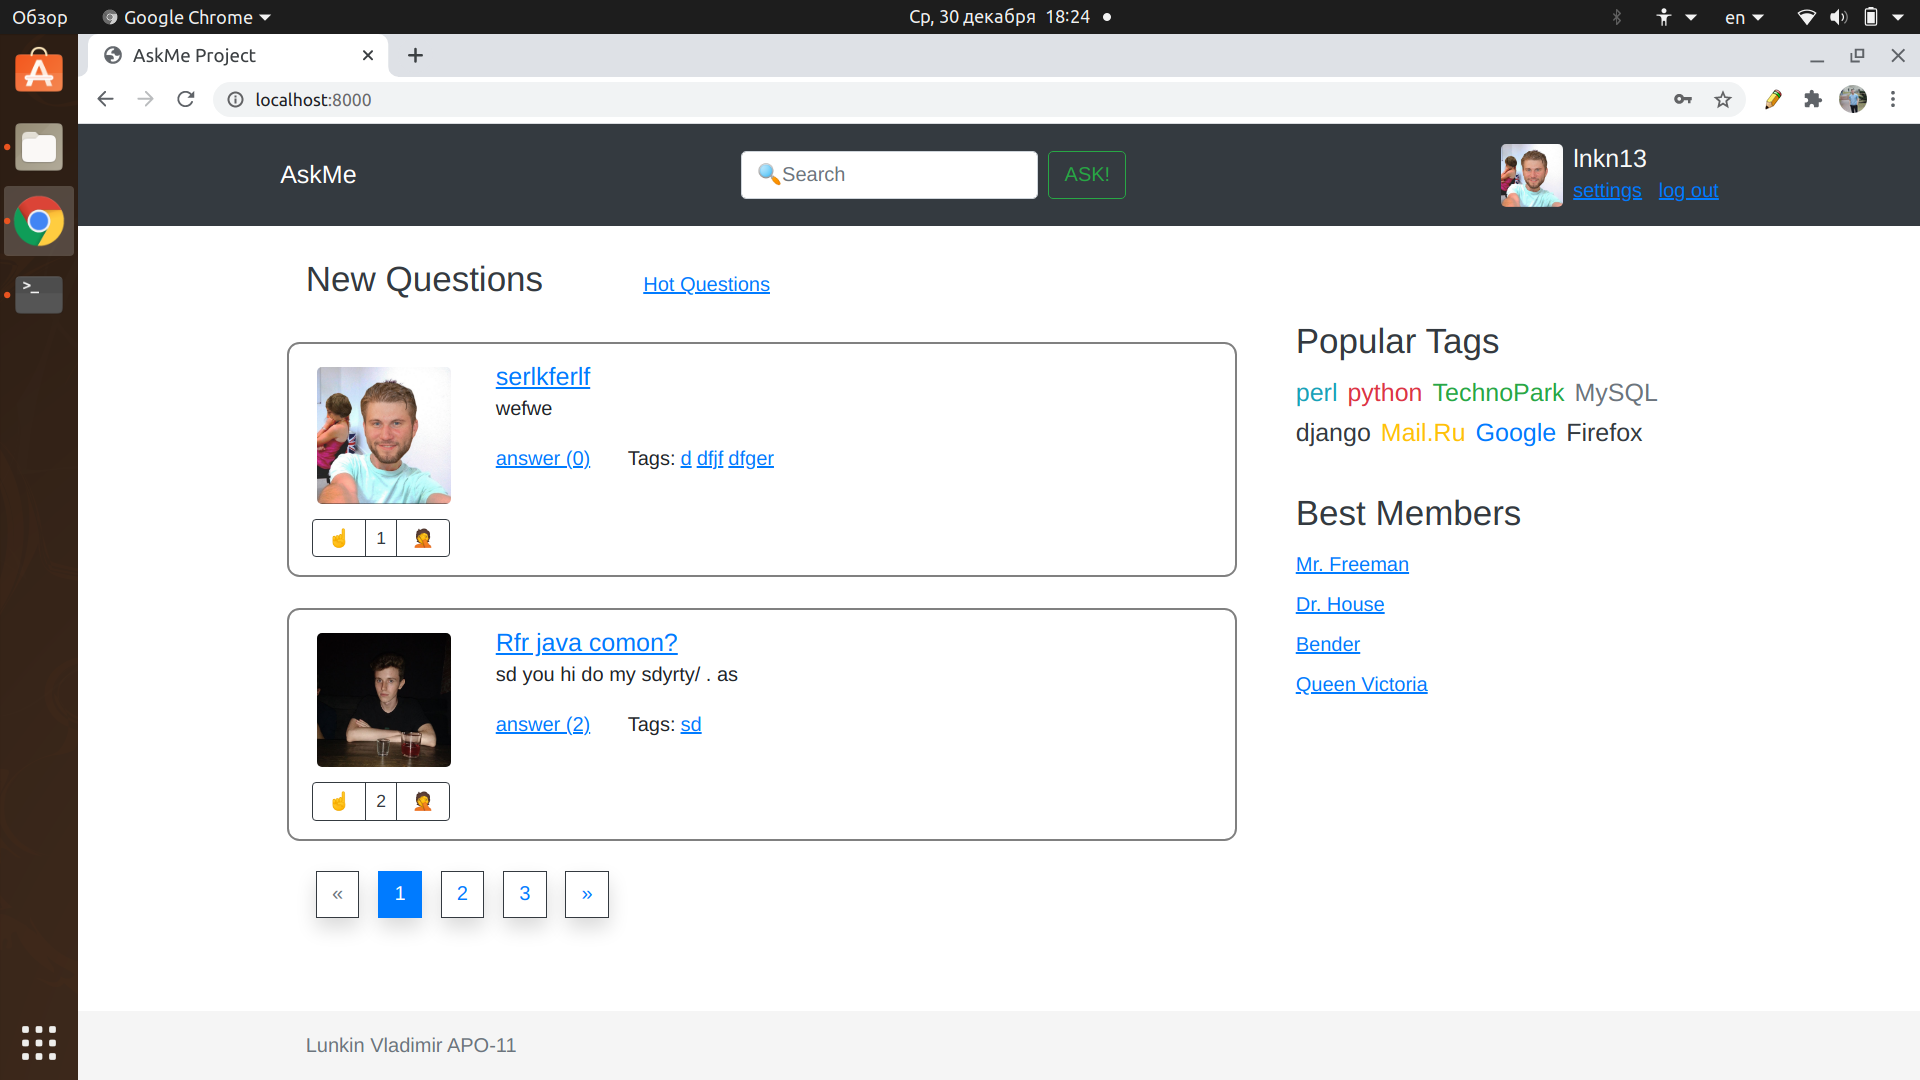 Обзор Google Chrome Ср, 30 декабря 18:24 en
AskMe Project
localhost:8000
AskMe Search ASK! lnkn13
settings log out
New Questions Hot Questions
serlkferlf
wefwe
answer (0) Tags: d dfjf dfger
1
Rfr java comon?
sd you hi do my sdyrty/ . as
answer (2) Tags: sd
2
« 1 2 3 »
Popular Tags
perl python TechnoPark MySQL
django Mail.Ru Google Firefox
Best Members
Mr. Freeman
Dr. House
Bender
Queen Victoria
Lunkin Vladimir APO-11